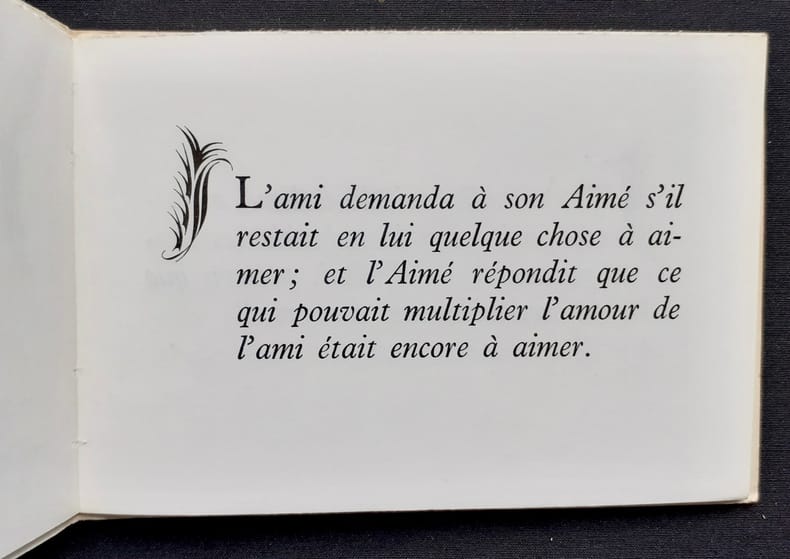 L'ami demanda à son Aimé s'il
restait en lui quelque chose à ai-
mer; et l'Aimé répondit que ce
qui pouvait multiplier l'amour de
l'ami était encore à aimer.